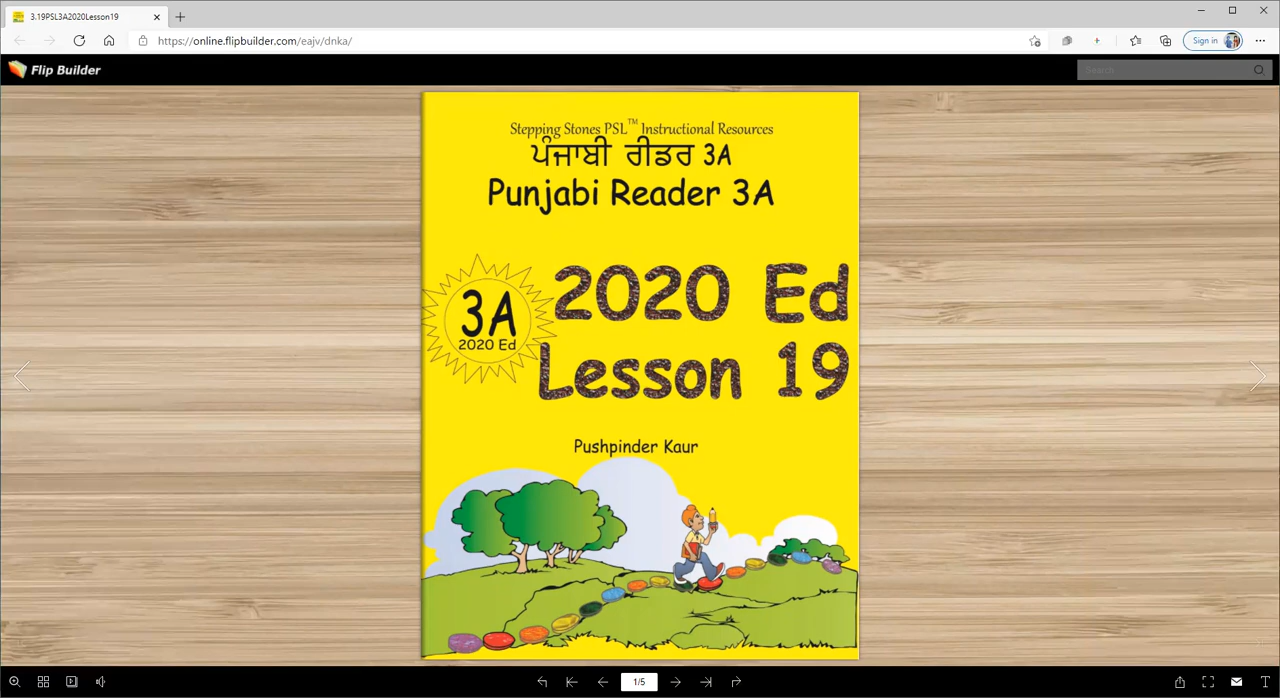 3.19PSL3A2020Lesson19
https://online.flipbuilder.com/eajv/dnka/
Sign in
Flip Builder
Search
Stepping Stones PSL™ Instructional Resources
ਪੰਜਾਬੀ ਰੀਡਰ 3A
Punjabi Reader 3A
3A
2020 Ed
2020 Ed
Lesson 19
Pushpinder Kaur
1/5